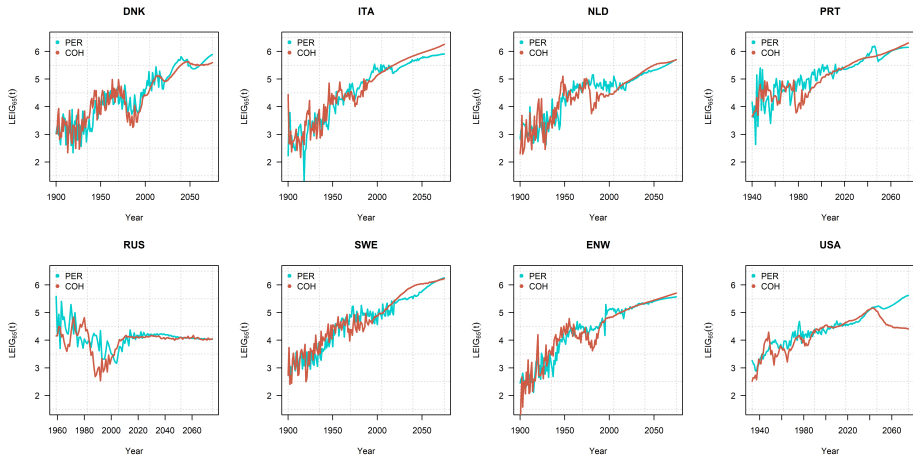 DNK
PER
COH
LEIG₆₅(t)
6
5
4
3
2
1900 1950 2000 2050
Year
ITA
PER
COH
LEIG₆₅(t)
6
5
4
3
2
1900 1950 2000 2050
Year
NLD
PER
COH
LEIG₆₅(t)
6
5
4
3
2
1900 1950 2000 2050
Year
PRT
PER
COH
LEIG₆₅(t)
6
5
4
3
2
1940 1980 2020 2060
Year
RUS
PER
COH
LEIG₆₅(t)
6
5
4
3
2
1960 1980 2000 2020 2040 2060
Year
SWE
PER
COH
LEIG₆₅(t)
6
5
4
3
2
1900 1950 2000 2050
Year
ENW
PER
COH
LEIG₆₅(t)
6
5
4
3
2
1900 1950 2000 2050
Year
USA
PER
COH
LEIG₆₅(t)
6
5
4
3
2
1940 1980 2020 2060
Year